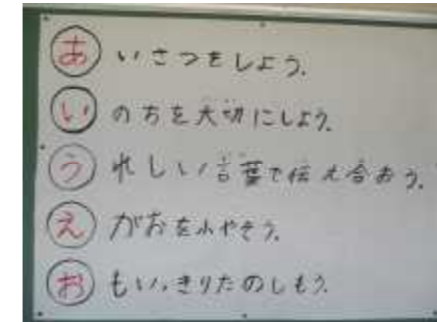 あいさつをしよう。
いのちを大切にしよう。
うれしい言葉で伝え合おう。
えがおをふやそう。
おもいっきりたのしもう。